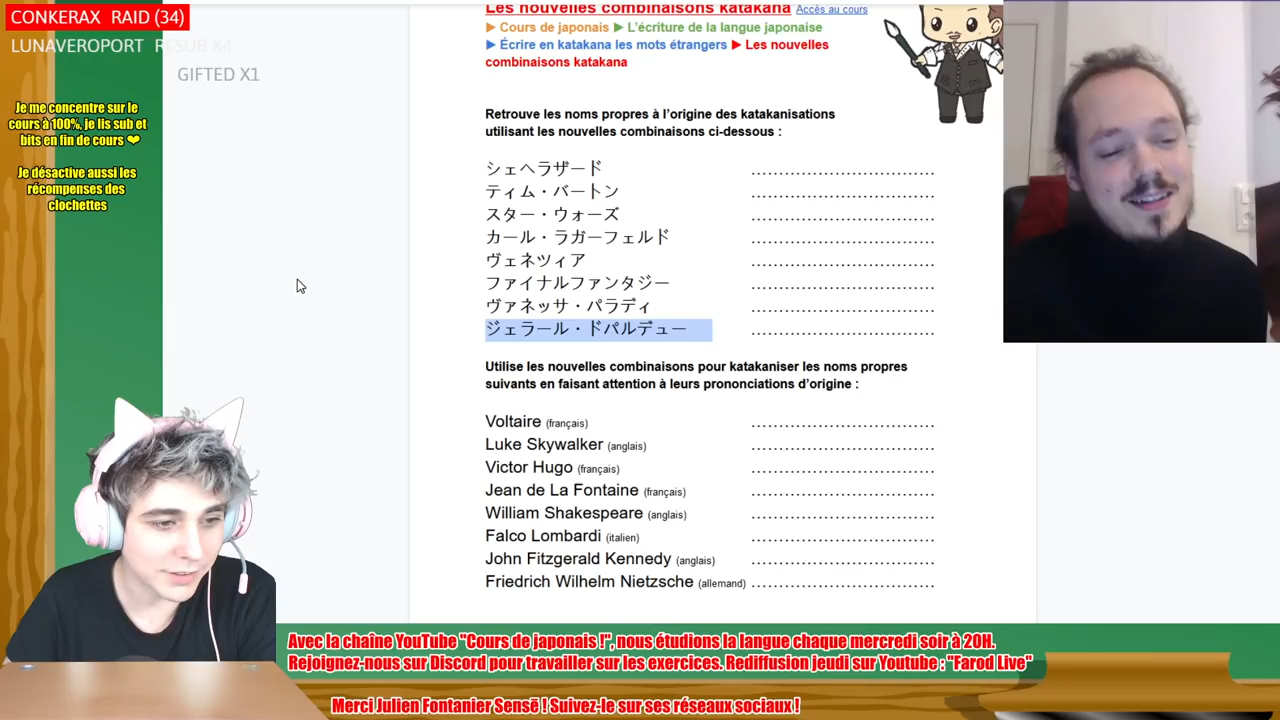 CONKERAX RAID (34)
LUNAVEROPORT
GIFTED X1
Je me concentre sur le
cours à 100%, je lis sub et
bits en fin de cours ❤
Je désactive aussi les
récompenses des
clochettes
Les nouvelles combinaisons katakana Accés au cours
▶ Cours de japonais ▶ L'écriture de la langue japonaise
▶ Écrire en katakana les mots étrangers ▶ Les nouvelles
combinaisons katakana
Retrouve les noms propres à l'origine des katakanisations
utilisant les nouvelles combinaisons ci-dessous :
シェヘラザード ...................................
ティム・バートン ...................................
スター・ウォーズ ...................................
カール・ラガーフェルド ...................................
ヴェネツィア ...................................
ファイナルファンタジー ...................................
ヴァネッサ・パラディ ...................................
ジェラール・ドパルデュー ...................................
Utilise les nouvelles combinaisons pour katakaniser les noms propres
suivants en faisant attention à leurs prononciations d'origine :
Voltaire (français) ...................................
Luke Skywalker (anglais) ...................................
Victor Hugo (français) ...................................
Jean de La Fontaine (français) ...................................
William Shakespeare (anglais) ...................................
Falco Lombardi (italien) ...................................
John Fitzgerald Kennedy (anglais) ...................................
Friedrich Wilhelm Nietzsche (allemand) ...................................
Avec la chaîne YouTube "Cours de japonais !", nous étudions la langue chaque mercredi soir à 20H.
Rejoignez-nous sur Discord pour travailler sur les exercices. Rediffusion jeudi sur Youtube : "Farod Live"
Merci Julien Fontanier Sensē ! Suivez-le sur ses réseaux sociaux !